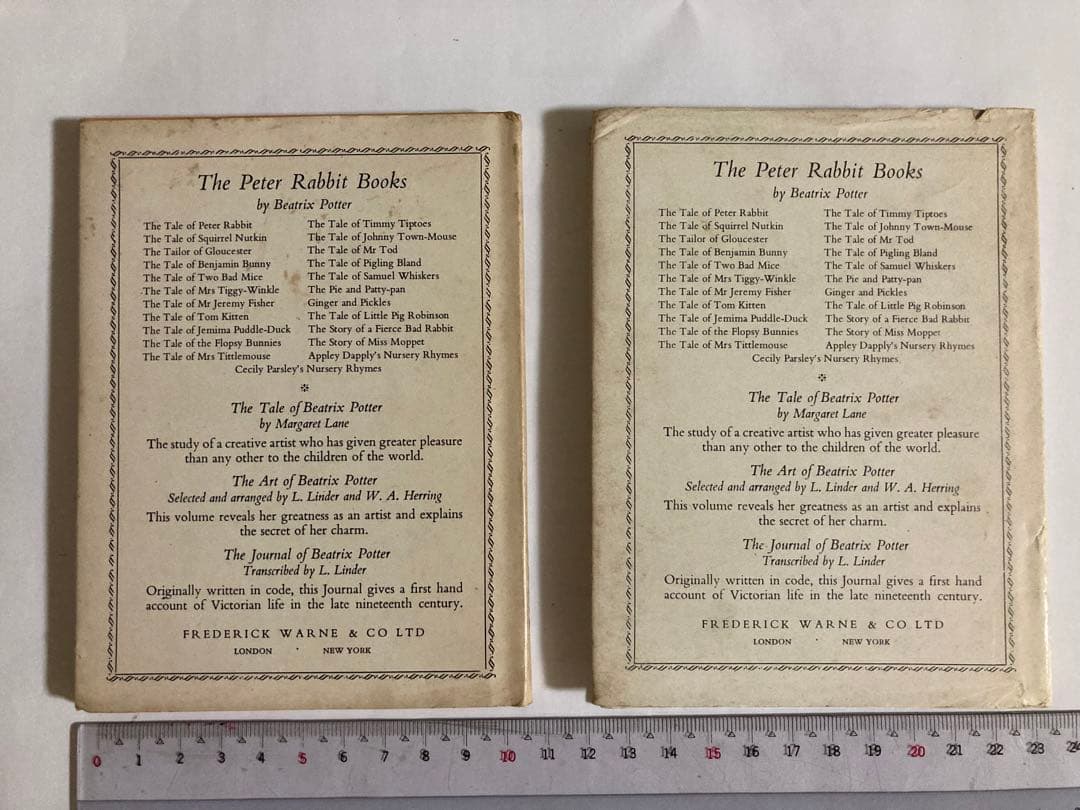 The Peter Rabbit Books
by Beatrix Potter
The Tale of Peter Rabbit
The Tale of Squirrel Nutkin
The Tailor of Gloucester
The Tale of Benjamin Bunny
The Tale of Two Bad Mice
The Tale of Mrs Tiggy-Winkle
The Tale of Mr Jeremy Fisher
The Tale of Tom Kitten
The Tale of Jemima Puddle-Duck
The Tale of the Flopsy Bunnies
The Tale of Mrs Tittlemouse
The Tale of Timmy Tiptoes
The Tale of Johnny Town-Mouse
The Tale of Mr Tod
The Tale of Pigling Bland
The Tale of Samuel Whiskers
The Pie and Patty-pan
Ginger and Pickles
The Tale of Little Pig Robinson
The Story of a Fierce Bad Rabbit
The Story of Miss Moppet
Appley Dapply's Nursery Rhymes
Cecily Parsley's Nursery Rhymes
The Tale of Beatrix Potter
by Margaret Lane
The study of a creative artist who has given greater pleasure
than any other to the children of the world.
The Art of Beatrix Potter
Selected and arranged by L. Linder and W. A. Herring
This volume reveals her greatness as an artist and explains
the secret of her charm.
The Journal of Beatrix Potter
Transcribed by L. Linder
Originally written in code, this Journal gives a first hand
account of Victorian life in the late nineteenth century.
FREDERICK WARNE & CO LTD
LONDON · NEW YORK
The Peter Rabbit Books
by Beatrix Potter
The Tale of Peter Rabbit
The Tale of Squirrel Nutkin
The Tailor of Gloucester
The Tale of Benjamin Bunny
The Tale of Two Bad Mice
The Tale of Mrs Tiggy-Winkle
The Tale of Mr Jeremy Fisher
The Tale of Tom Kitten
The Tale of Jemima Puddle-Duck
The Tale of the Flopsy Bunnies
The Tale of Mrs Tittlemouse
The Tale of Timmy Tiptoes
The Tale of Johnny Town-Mouse
The Tale of Mr Tod
The Tale of Pigling Bland
The Tale of Samuel Whiskers
The Pie and Patty-pan
Ginger and Pickles
The Tale of Little Pig Robinson
The Story of a Fierce Bad Rabbit
The Story of Miss Moppet
Appley Dapply's Nursery Rhymes
Cecily Parsley's Nursery Rhymes
The Tale of Beatrix Potter
by Margaret Lane
The study of a creative artist who has given greater pleasure
than any other to the children of the world.
The Art of Beatrix Potter
Selected and arranged by L. Linder and W. A. Herring
This volume reveals her greatness as an artist and explains
the secret of her charm.
The Journal of Beatrix Potter
Transcribed by L. Linder
Originally written in code, this Journal gives a first hand
account of Victorian life in the late nineteenth century.
FREDERICK WARNE & CO LTD
LONDON · NEW YORK
0 1 2 3 4 5 6 7 8 9 10 11 12 13 14 15 16 17 18 19 20 21 22 23 24